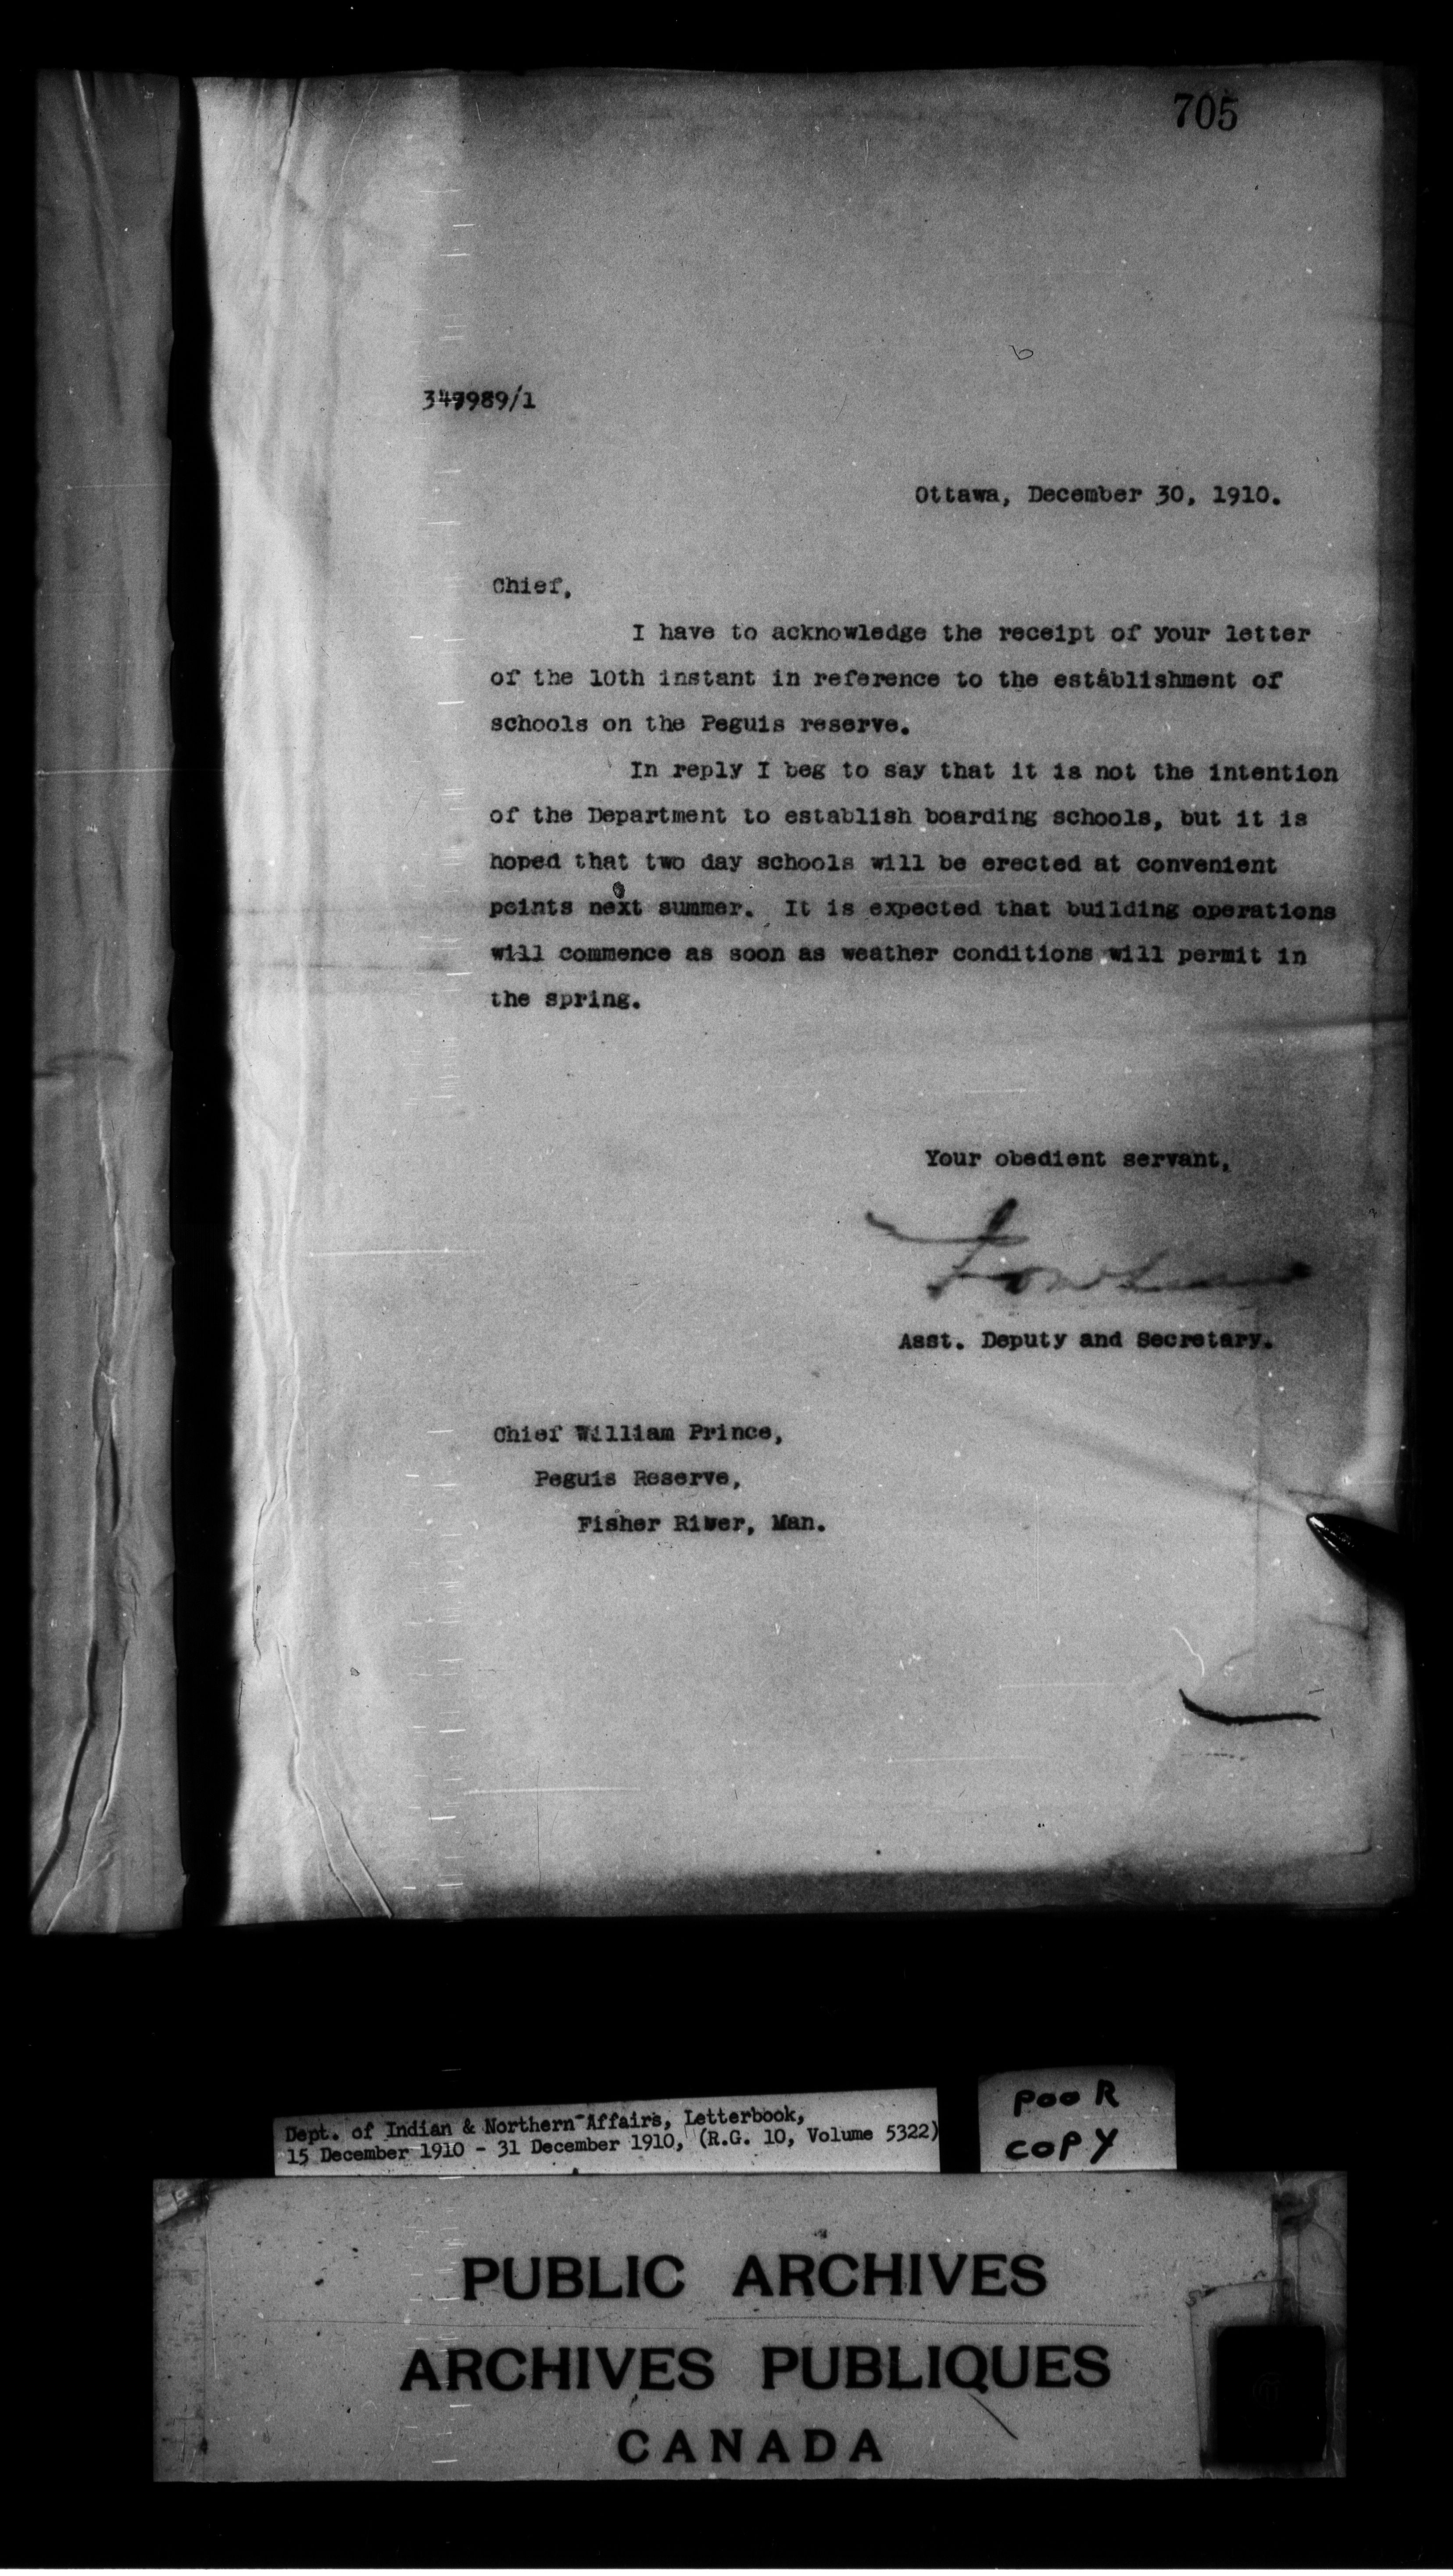 705
349989/1
Ottawa, December 30, 1910.
Chief,
I have to acknowledge the receipt of your letter
of the 10th instant in reference to the establishment of
schools on the Peguis reserve.
In reply I beg to say that it is not the intention
of the Department to establish boarding schools, but it is
hoped that two day schools will be erected at convenient
points next summer. It is expected that building operations
will commence as soon as weather conditions will permit in
the spring.
Your obedient servant,
Asst. Deputy and Secretary.
Chief William Prince,
Peguis Reserve,
Fisher River, Man.
Dept. of Indian & Northern Affairs, Letterbook,
15 December 1910 - 31 December 1910, (R.G. 10, Volume 5322)
POOR
COPY
PUBLIC ARCHIVES
ARCHIVES PUBLIQUES
CANADA